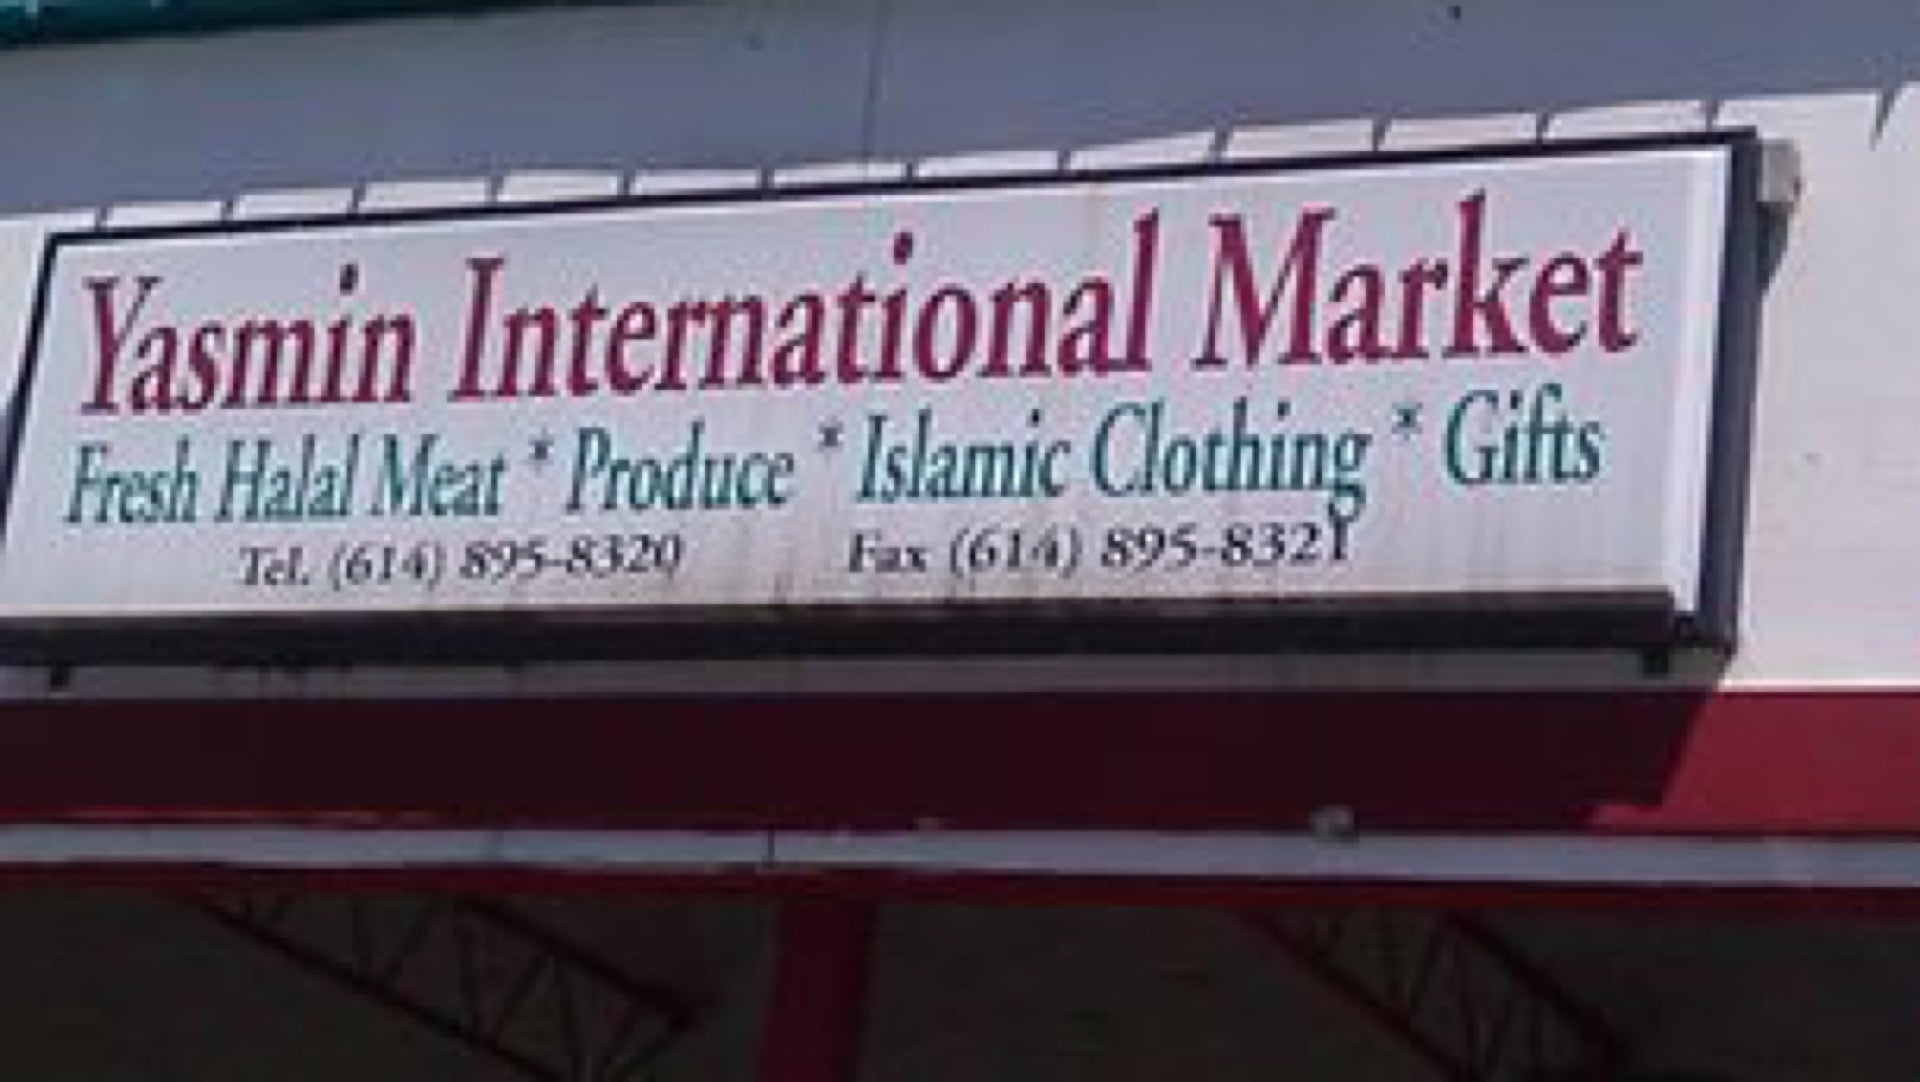 Yasmin International Market
Fresh Halal Meat * Produce * Islamic Clothing * Gifts
Tel. (614) 895-8320 Fax (614) 895-8321